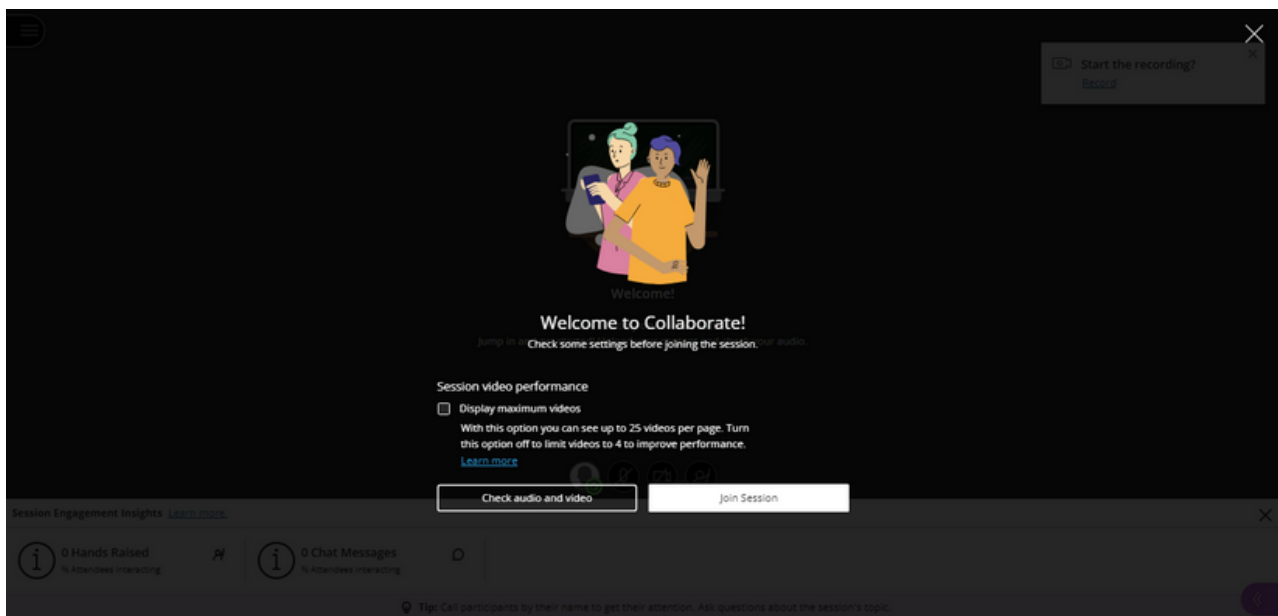 Start the recording?
Record
Welcome!
Welcome to Collaborate!
Jump in a
Check some settings before joining the session.
your audio
Session video performance
Display maximum videos
With this option you can see up to 25 videos per page. Turn
this option off to limit videos to 4 to improve performance.
Learn more
Check audio and video
Join Session
Session Engagement Insights Learn more.
0 Hands Raised
% Attendees interacting
0 Chat Messages
% Attendees interacting
Tip: Call participants by their name to get their attention. Ask questions about the session's topic.